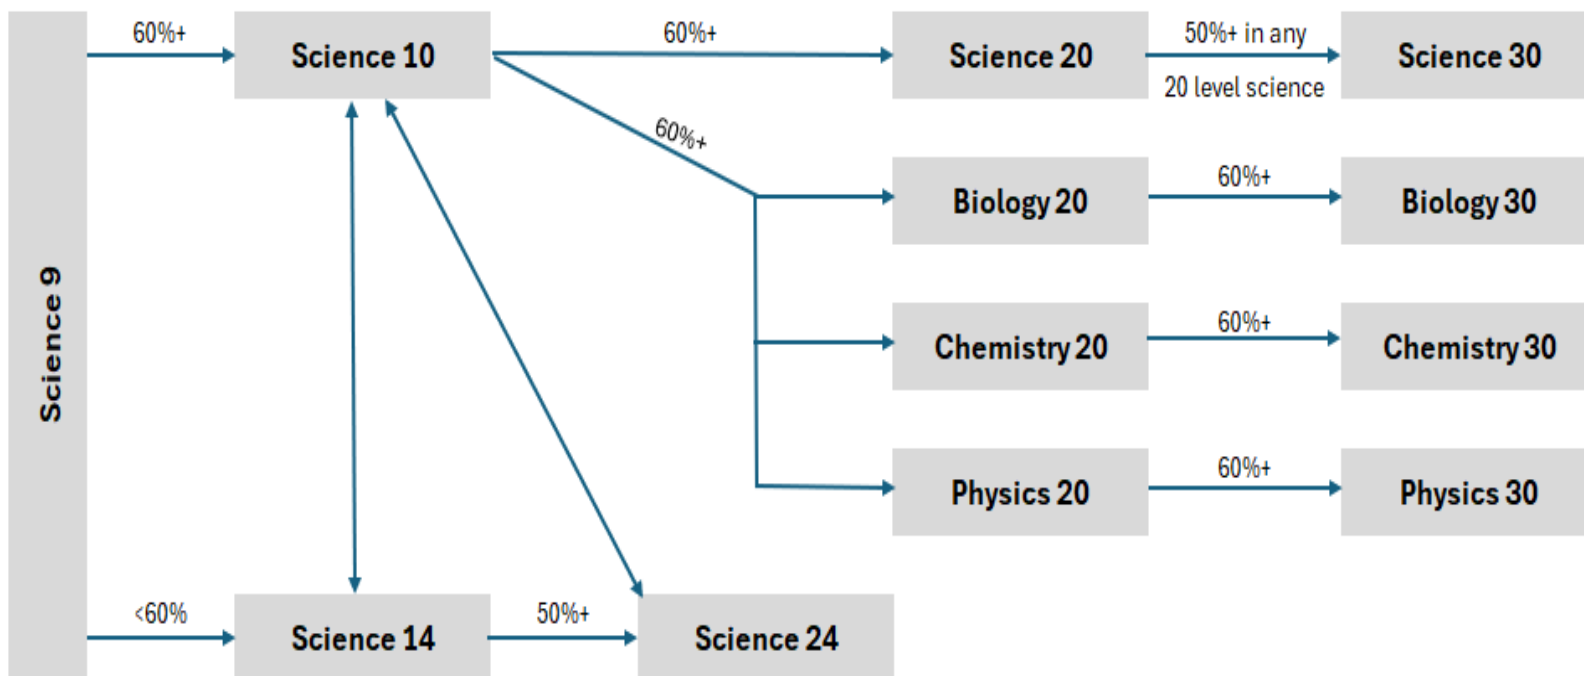 60%+
Science 10
60%+
Science 20
50%+ in any
20 level science
Science 30
60%+
Biology 20
60%+
Biology 30
Science 9
Chemistry 20
60%+
Chemistry 30
Physics 20
60%+
Physics 30
<60%
Science 14
50%+
Science 24